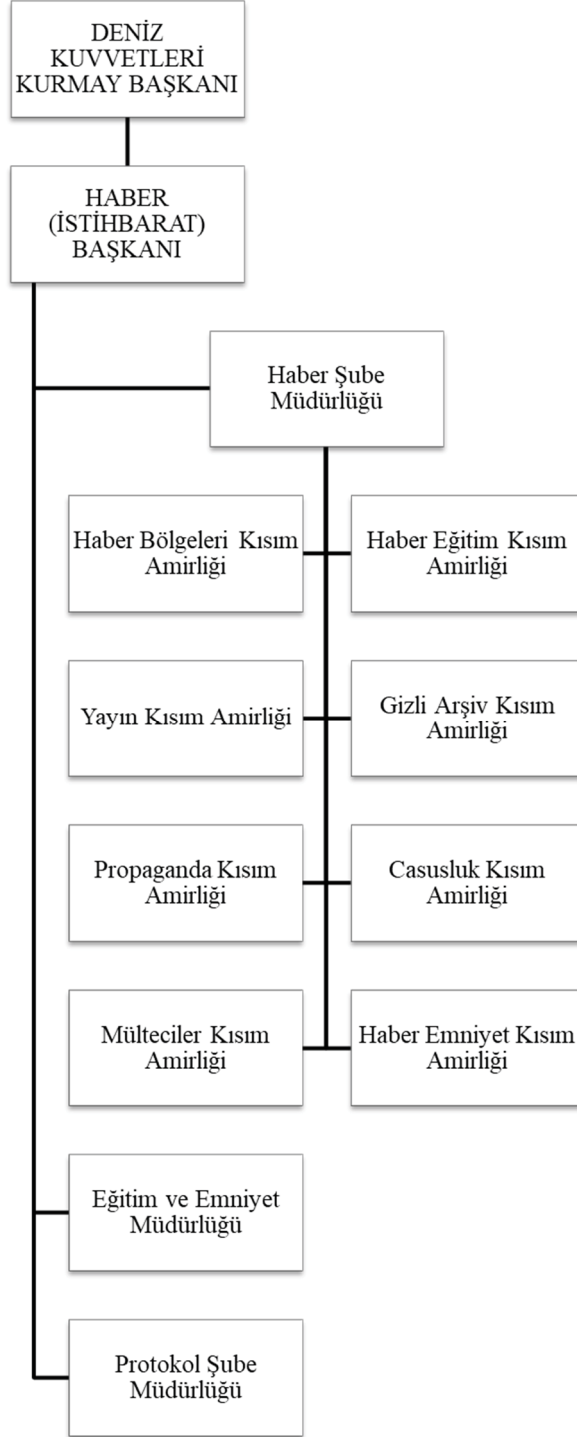 DENİZ
KUVVETLERİ
KURMAY BAŞKANI
HABER
(İSTİHBARAT)
BAŞKANI
Haber Şube
Müdürlüğü
Haber Bölgeleri Kısım
Amirliği
Haber Eğitim Kısım
Amirliği
Yayın Kısım Amirliği
Gizli Arşiv Kısım
Amirliği
Propaganda Kısım
Amirliği
Casusluk Kısım
Amirliği
Mülteciler Kısım
Amirliği
Haber Emniyet Kısım
Amirliği
Eğitim ve Emniyet
Müdürlüğü
Protokol Şube
Müdürlüğü